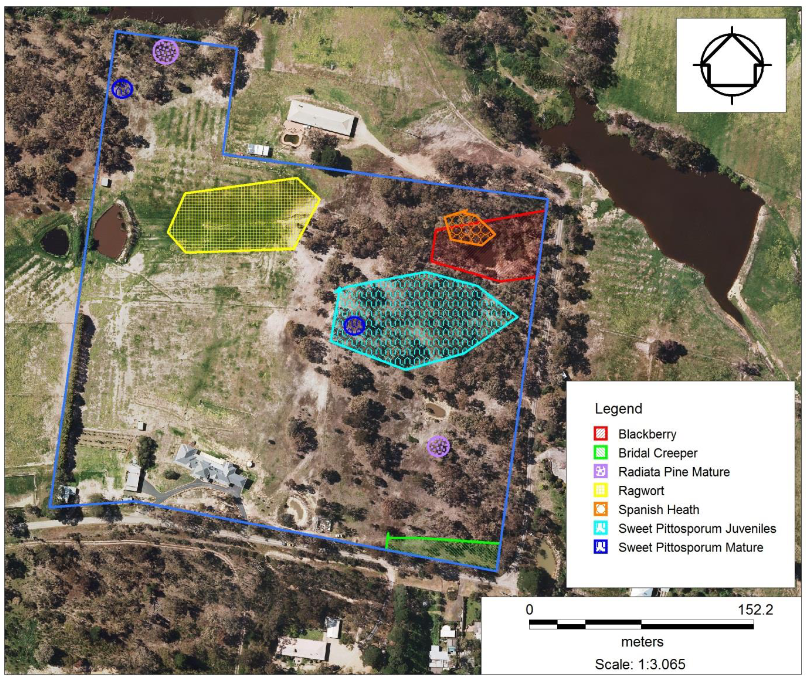 Legend
Blackberry
Bridal Creeper
Radiata Pine Mature
Ragwort
Spanish Heath
Sweet Pittosporum Juveniles
Sweet Pittosporum Mature
0 152.2
meters
Scale: 1:3.065